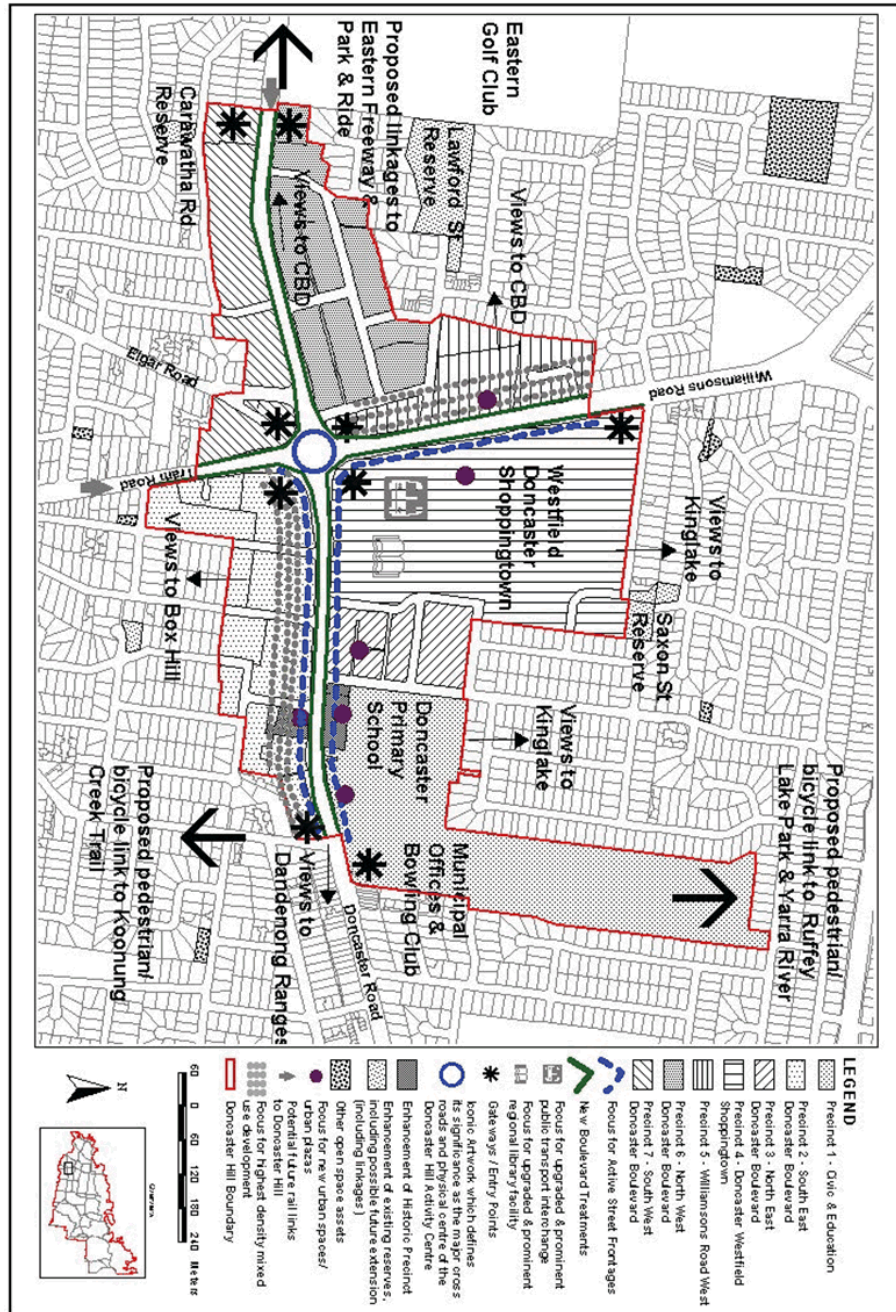 Eastern
Golf Club
Lawford St
Reserve
Views to CBD
Proposed linkages to
Eastern Freeway &
Park & Ride
Views to CBD
Carawatha Rd
Reserve
Elgar Road
Tram Road
Williamsons Road
Westfield
Doncaster
Shoppingtown
Views to
Kinglake
Saxon St
Reserve
Views to Box Hill
Doncaster
Primary
School
Views to
Kinglake
Municipal
Offices &
Bowling Club
Proposed pedestrian/
bicycle link to Ruffey
Lake Park & Yarra River
Views to
Dandenong Ranges
Doncaster Road
Proposed pedestrian/
bicycle link to Koonung
Creek Trail
LEGEND
Precinct 1 - Civic & Education
Precinct 2 - South East
Doncaster Boulevard
Precinct 3 - North East
Doncaster Boulevard
Precinct 4 - Doncaster Westfield
Shoppingtown
Precinct 5 - Williamsons Road West
Precinct 6 - North West
Doncaster Boulevard
Precinct 7 - South West
Doncaster Boulevard
Focus for Active Street Frontages
New Boulevard Treatments
Focus for upgraded & prominent
public transport interchange
Focus for upgraded & prominent
regional library facility
Gateways / Entry Points
Iconic Artwork which defines
its significance as the major cross
roads and physical centre of the
Doncaster Hill Activity Centre
Enhancement of Historic Precinct
Enhancement of existing reserves,
including possible future extension
(including linkages)
Other open space assets
Focus for new urban spaces/
urban plazas
Potential future rail links
to Doncaster Hill
Focus for highest density mixed
use development
Doncaster Hill Boundary
60 0 60 120 180 240 Meters
N